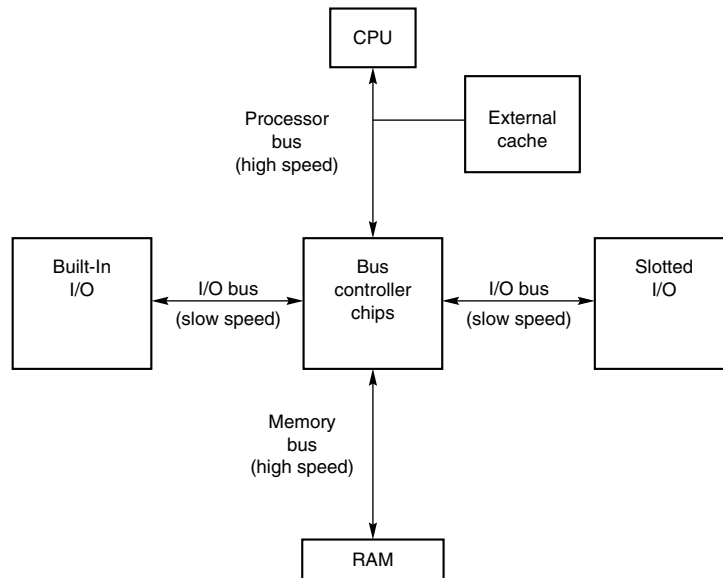 CPU
Processor
bus
(high speed)
External
cache
Built-In
I/O
I/O bus
(slow speed)
Bus
controller
chips
I/O bus
(slow speed)
Slotted
I/O
Memory
bus
(high speed)
RAM